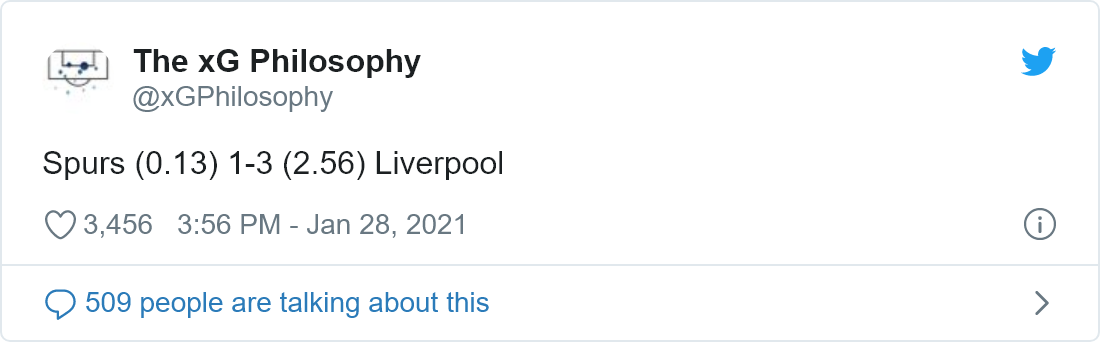 The xG Philosophy
@xGPhilosophy
Spurs (0.13) 1-3 (2.56) Liverpool
3,456 3:56 PM - Jan 28, 2021
509 people are talking about this